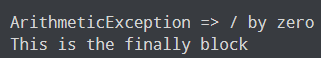 ArithmeticException => / by zero
This is the finally block